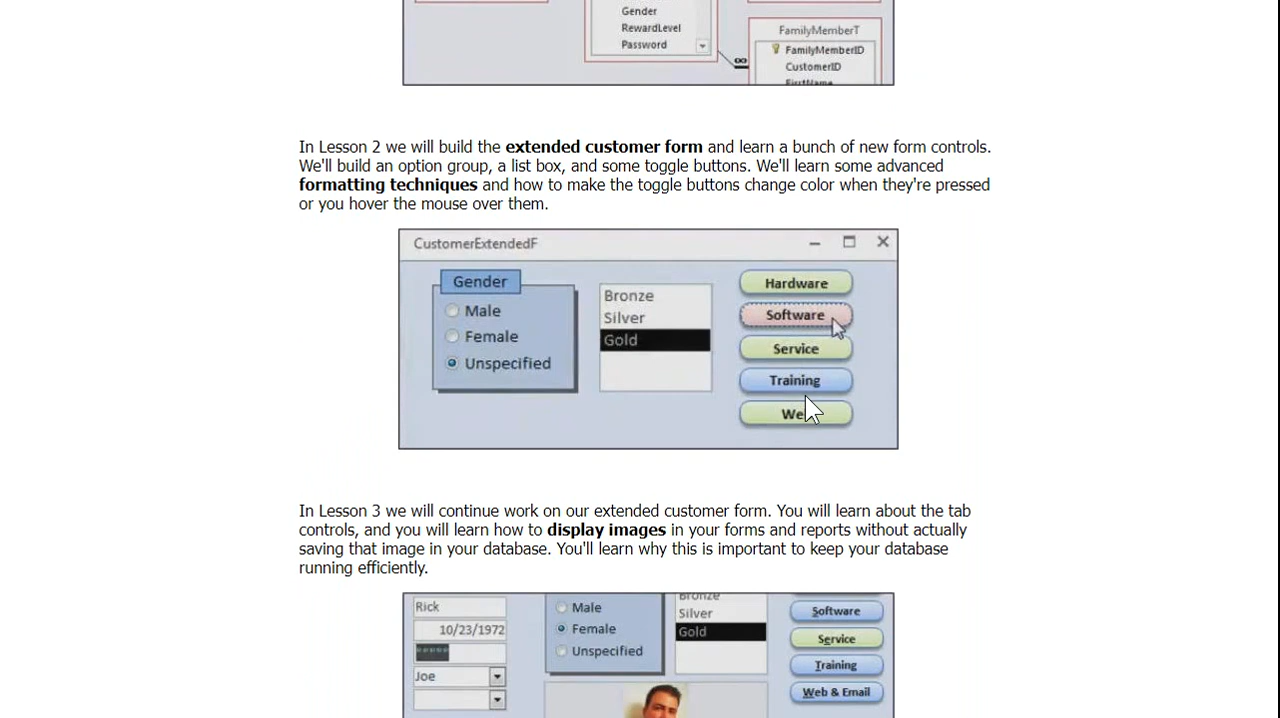 Gender
RewardLevel
Password
FamilyMemberT
FamilyMemberID
CustomerID
FirstName
In Lesson 2 we will build the extended customer form and learn a bunch of new form controls.
We'll build an option group, a list box, and some toggle buttons. We'll learn some advanced
formatting techniques and how to make the toggle buttons change color when they're pressed
or you hover the mouse over them.
CustomerExtendedF
Gender
Male
Female
Unspecified
Bronze
Silver
Gold
Hardware
Software
Service
Training
We
In Lesson 3 we will continue work on our extended customer form. You will learn about the tab
controls, and you will learn how to display images in your forms and reports without actually
saving that image in your database. You'll learn why this is important to keep your database
running efficiently.
Rick
10/23/1972
*****
Joe
Male
Female
Unspecified
Bronze
Silver
Gold
Software
Service
Training
Web & Email